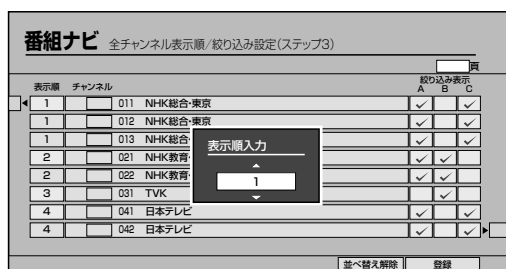 番組ナビ 全チャンネル表示順/絞り込み設定(ステップ3)
頁
表示順 チャンネル 絞り込み表示
A B C
1 011 NHK総合・東京
1 012 NHK総合・東京
1 013 NHK総合・
2 021 NHK教育・
2 022 NHK教育・
3 031 TVK
4 041 日本テレビ
4 042 日本テレビ
表示順入力
1
並べ替え解除 登録